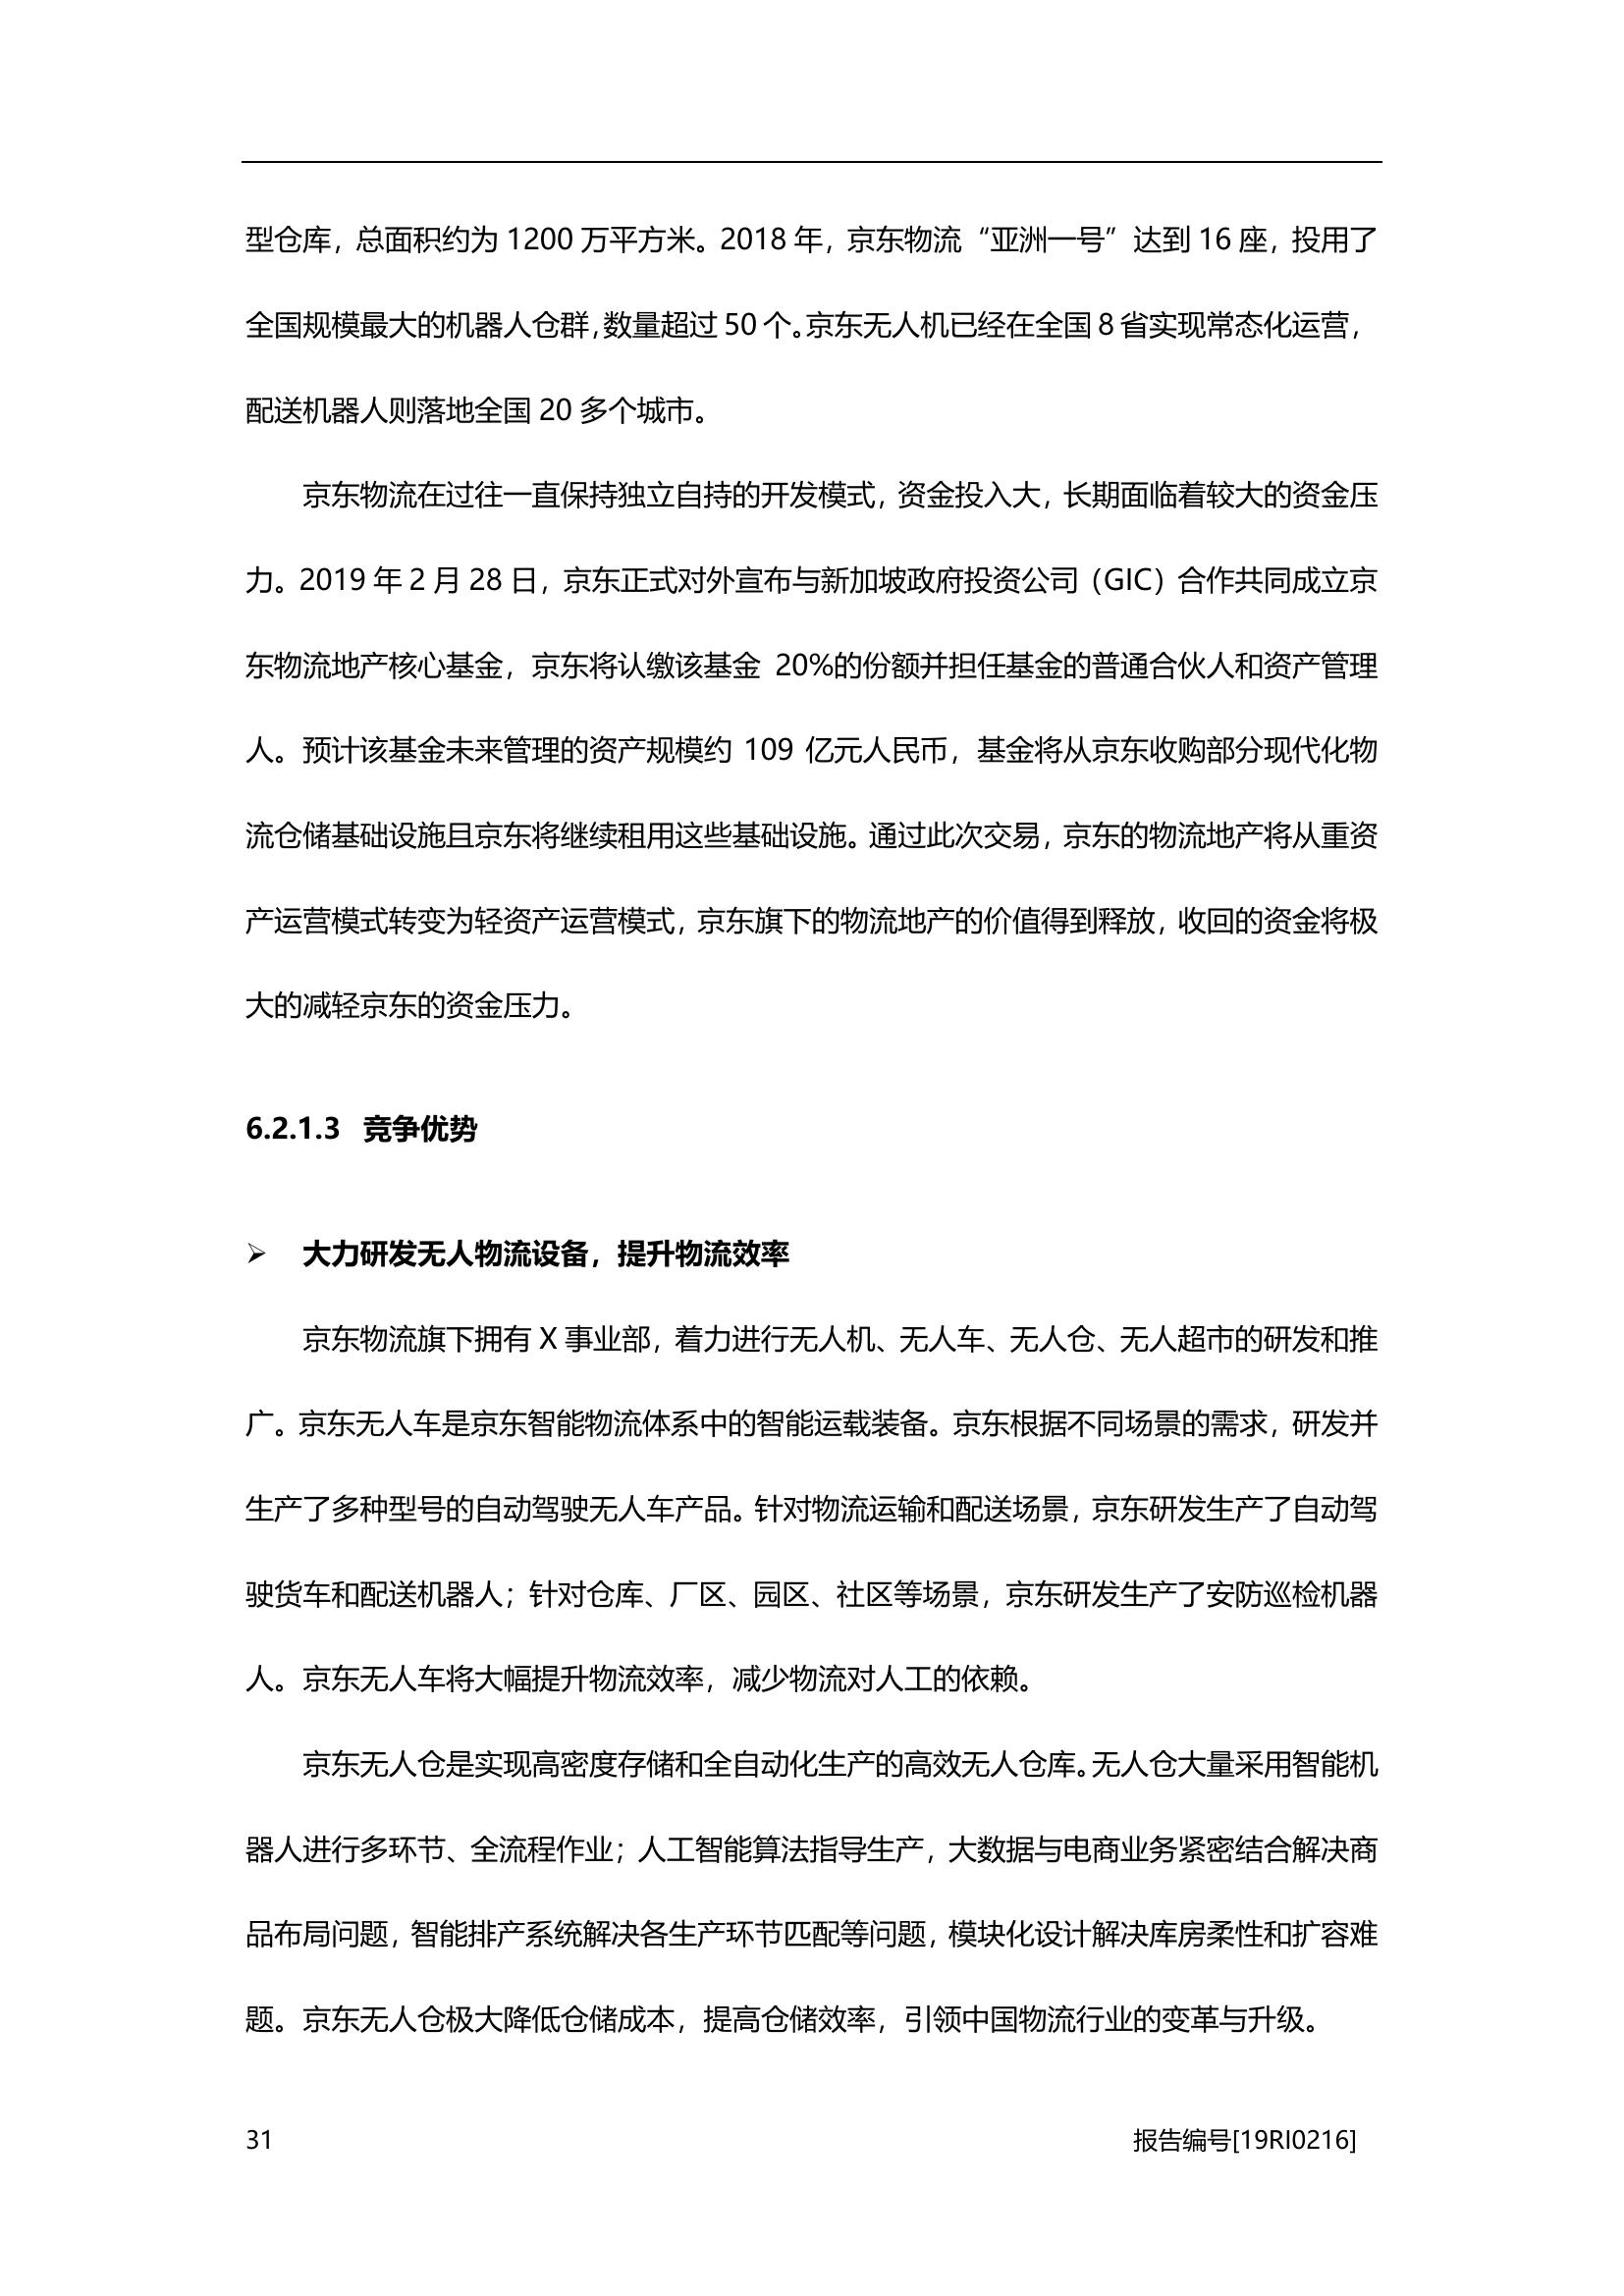 型仓库，总面积约为 1200 万平方米。2018 年，京东物流“亚洲一号”达到 16 座，投用了
全国规模最大的机器人仓群，数量超过 50 个。京东无人机已经在全国 8 省实现常态化运营，
配送机器人则落地全国 20 多个城市。
京东物流在过往一直保持独立自持的开发模式，资金投入大，长期面临着较大的资金压
力。2019 年 2 月 28 日，京东正式对外宣布与新加坡政府投资公司（GIC）合作共同成立京
东物流地产核心基金，京东将认缴该基金 20%的份额并担任基金的普通合伙人和资产管理
人。预计该基金未来管理的资产规模约 109 亿元人民币，基金将从京东收购部分现代化物
流仓储基础设施且京东将继续租用这些基础设施。通过此次交易，京东的物流地产将从重资
产运营模式转变为轻资产运营模式，京东旗下的物流地产的价值得到释放，收回的资金将极
大的减轻京东的资金压力。
6.2.1.3 竞争优势
➢ 大力研发无人物流设备，提升物流效率
京东物流旗下拥有 X 事业部，着力进行无人机、无人车、无人仓、无人超市的研发和推
广。京东无人车是京东智能物流体系中的智能运载装备。京东根据不同场景的需求，研发并
生产了多种型号的自动驾驶无人车产品。针对物流运输和配送场景，京东研发生产了自动驾
驶货车和配送机器人；针对仓库、厂区、园区、社区等场景，京东研发生产了安防巡检机器
人。京东无人车将大幅提升物流效率，减少物流对人工的依赖。
京东无人仓是实现高密度存储和全自动化生产的高效无人仓库。无人仓大量采用智能机
器人进行多环节、全流程作业；人工智能算法指导生产，大数据与电商业务紧密结合解决商
品布局问题，智能排产系统解决各生产环节匹配等问题，模块化设计解决库房柔性和扩容难
题。京东无人仓极大降低仓储成本，提高仓储效率，引领中国物流行业的变革与升级。
31 报告编号[19RI0216]